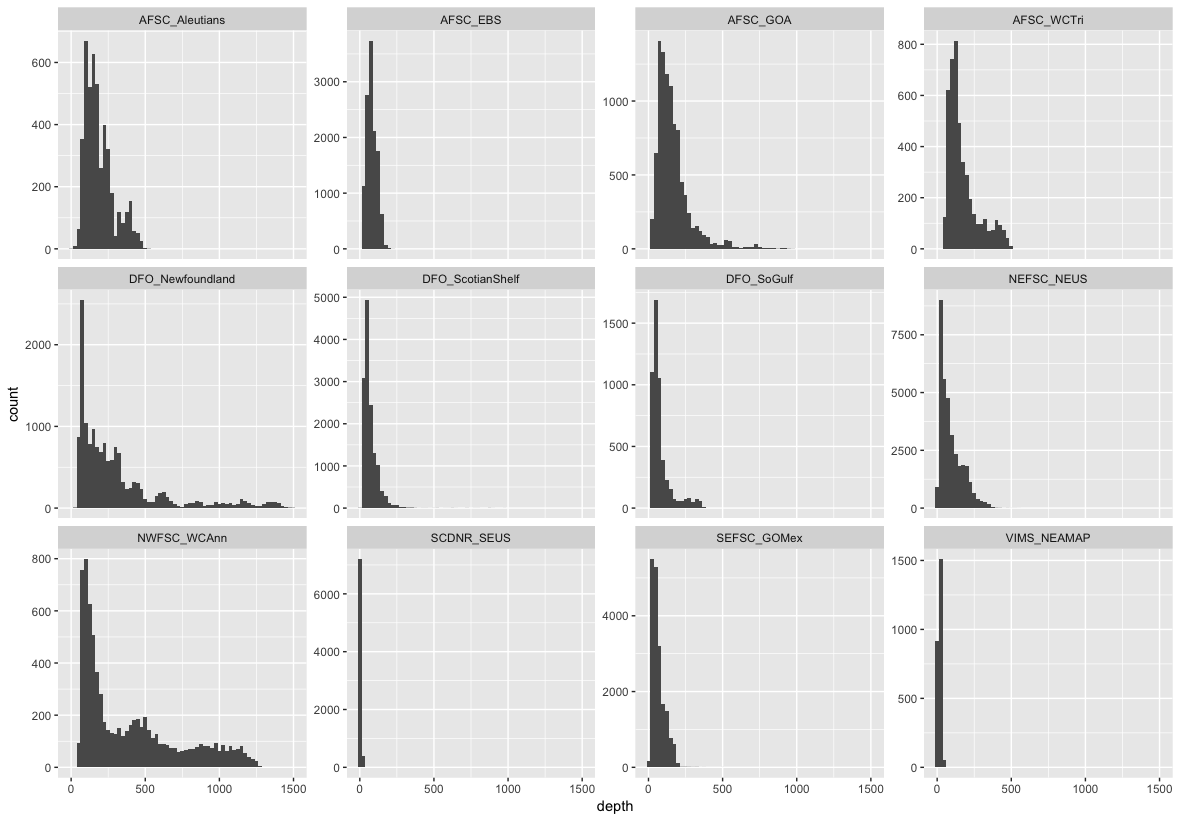 AFSC_Aleutians
AFSC_EBS
AFSC_GOA
AFSC_WCTri
600
400
200
0
3000
2000
1000
0
1000
500
0
800
600
400
200
0
DFO_Newfoundland
DFO_ScotianShelf
DFO_SoGulf
NEFSC_NEUS
2000
1000
0
5000
4000
3000
2000
1000
0
1500
1000
500
0
7500
5000
2500
0
count
NWFSC_WCAnn
SCDNR_SEUS
SEFSC_GOMex
VIMS_NEAMAP
800
600
400
200
0
6000
4000
2000
0
4000
2000
0
1500
1000
500
0
0 500 1000 1500
0 500 1000 1500
0 500 1000 1500
0 500 1000 1500
depth